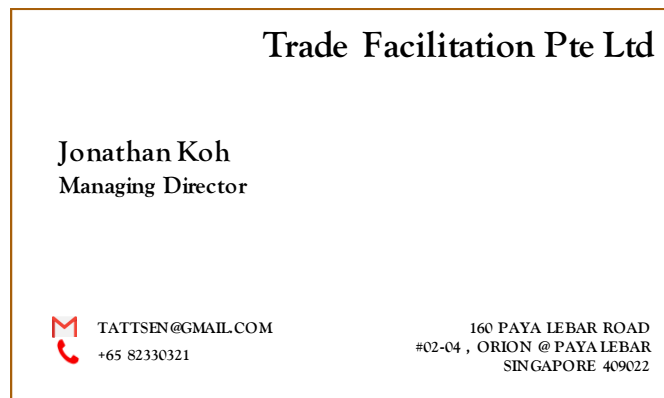 Trade Facilitation Pte Ltd
Jonathan Koh
Managing Director
TATTSEN@GMAIL.COM
+65 82330321
160 PAYA LEBAR ROAD
#02-04 , ORION @ PAYA LEBAR
SINGAPORE 409022